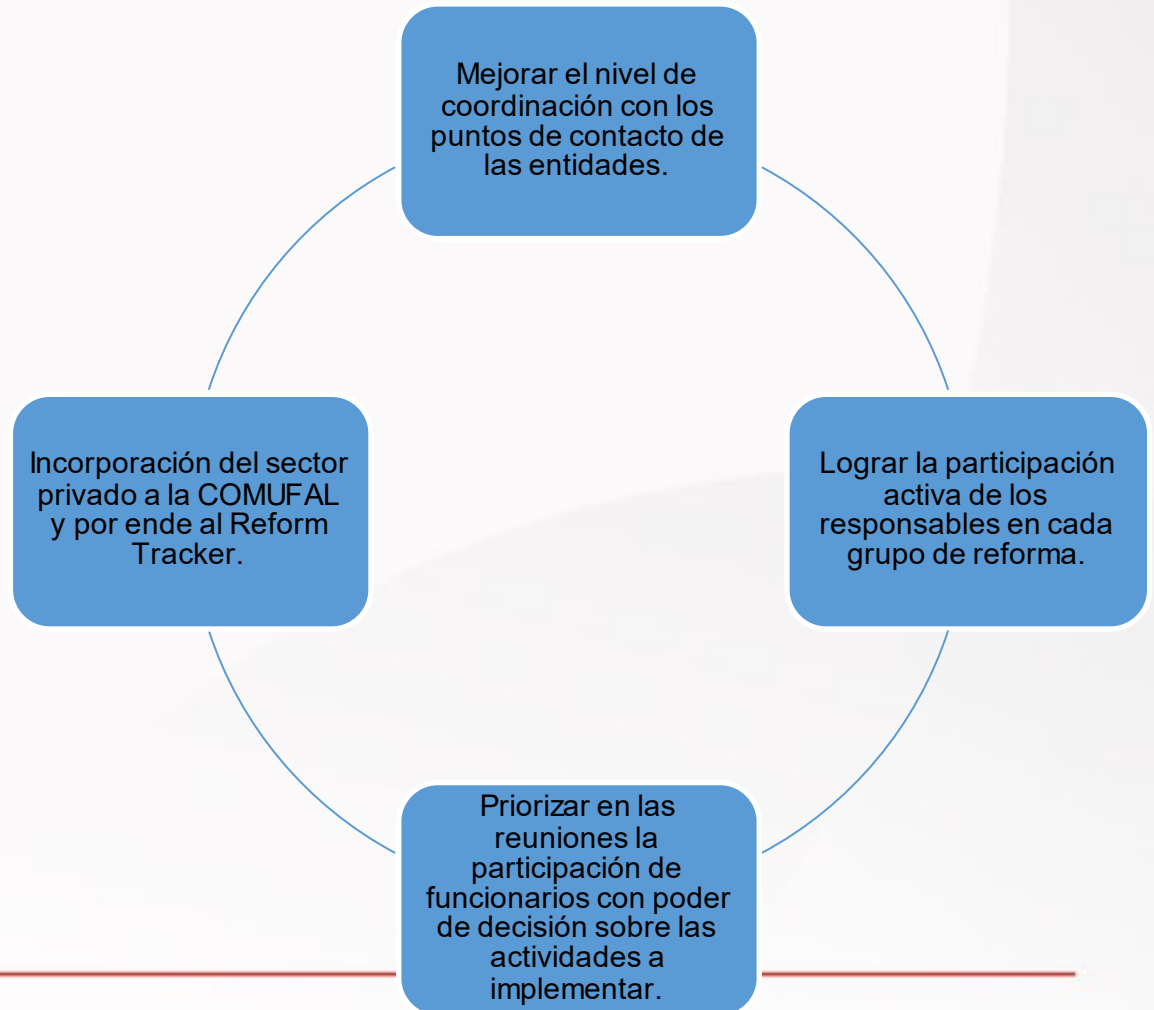 Mejorar el nivel de
coordinación con los
puntos de contacto de
las entidades.
Incorporación del sector
privado a la COMUFAL
y por ende al Reform
Tracker.
Lograr la participación
activa de los
responsables en cada
grupo de reforma.
Priorizar en las
reuniones la
participación de
funcionarios con poder
de decisión sobre las
actividades a
implementar.